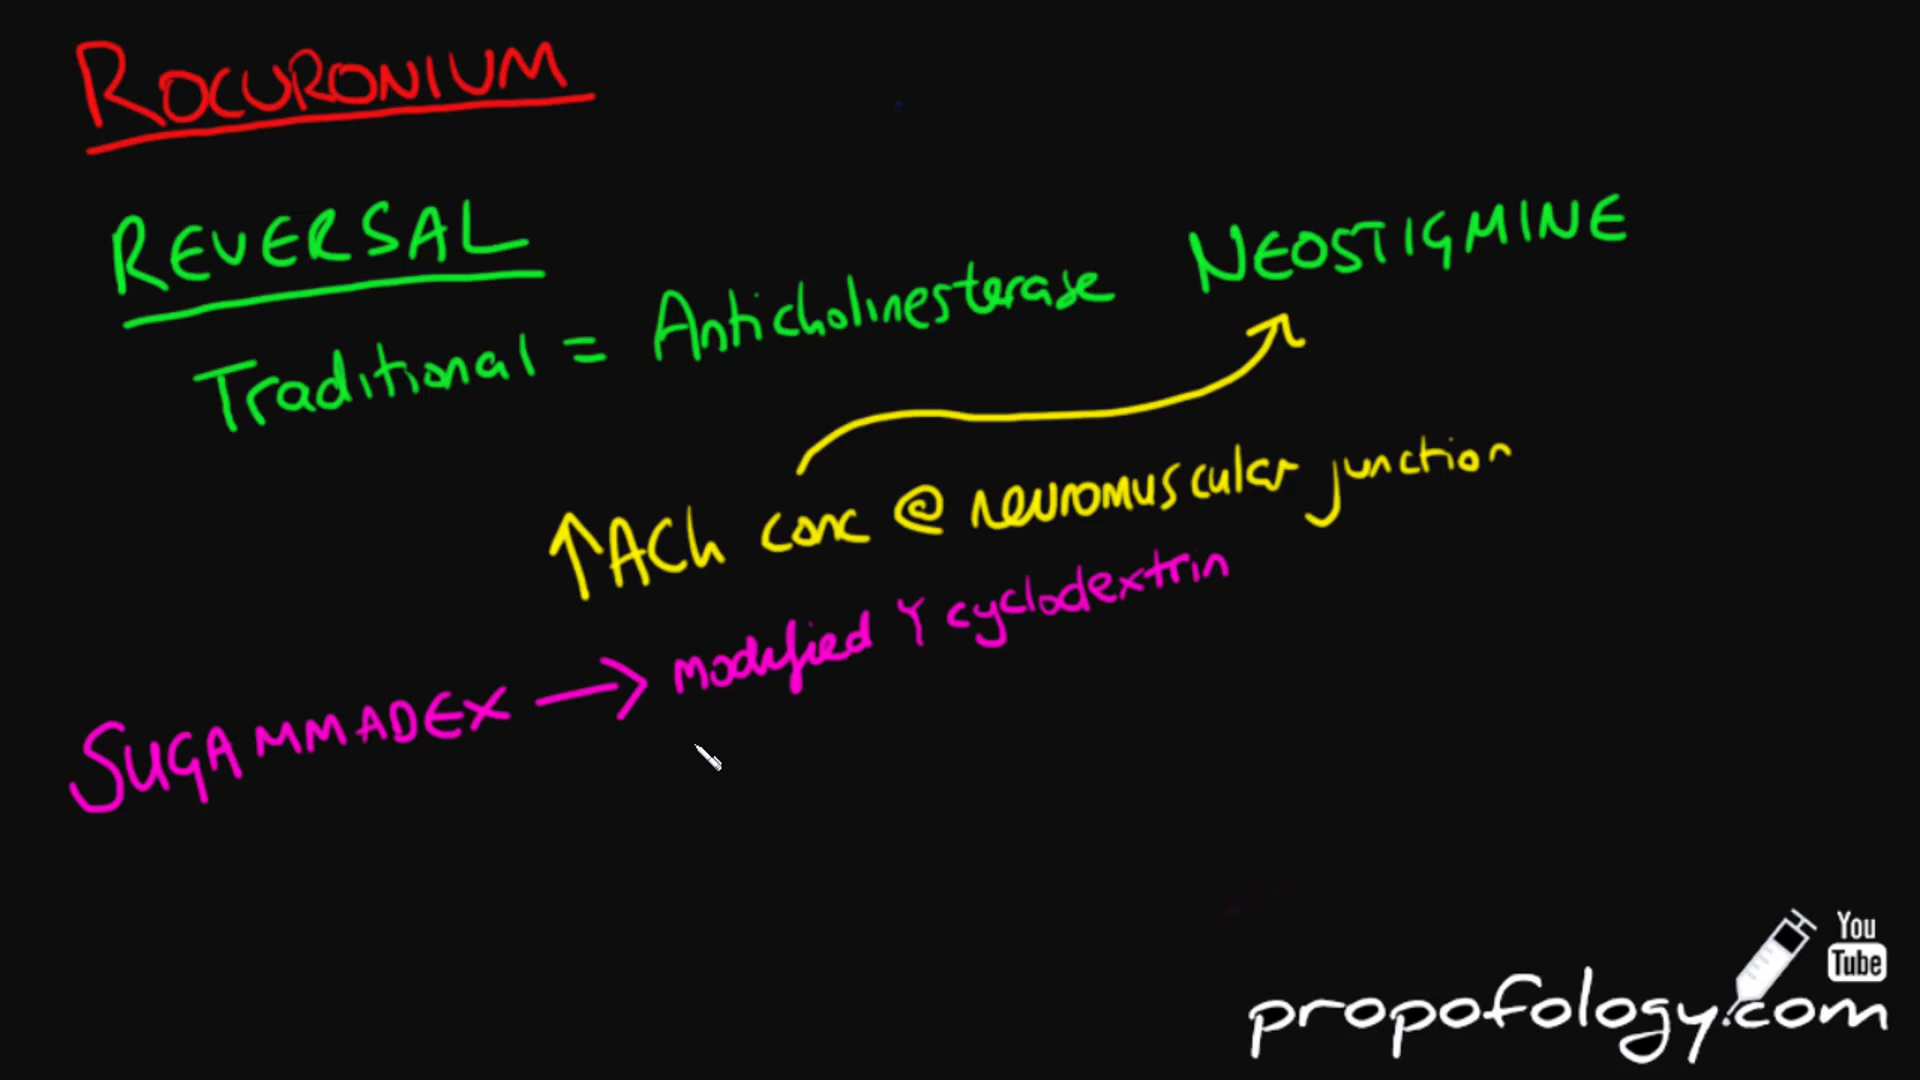 ROCURONIUM
REVERSAL
Traditional = Anticholinesterase NEOSTIGMINE
↑ACh conc @ neuromuscular junction
SUGAMMADEX → modified γ cyclodextrin
You
Tube
propofology.com